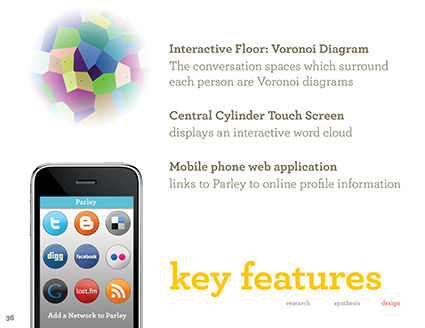 Interactive Floor: Voronoi Diagram
The conversation spaces which surround
each person are Voronoi diagrams
Central Cylinder Touch Screen
displays an interactive word cloud
Mobile phone web application
links to Parley to online profile information
Parley
digg
facebook
lost.fm
Add a Network to Parley
key features
research synthesis design
36